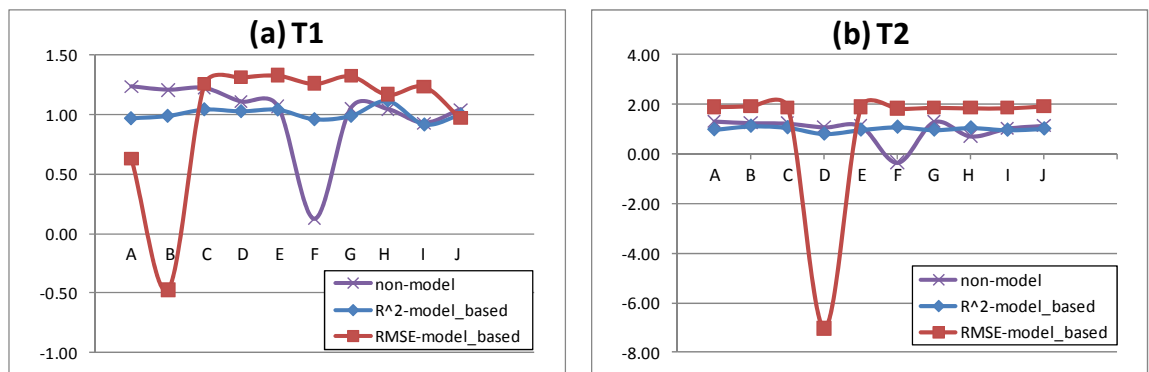 (a) T1
1.50
1.00
0.50
0.00
-0.50
-1.00
A B C D E F G H I J
non-model
R^2-model_based
RMSE-model_based
(b) T2
4.00
2.00
0.00
-2.00
-4.00
-6.00
-8.00
A B C D E F G H I J
non-model
R^2-model_based
RMSE-model_based